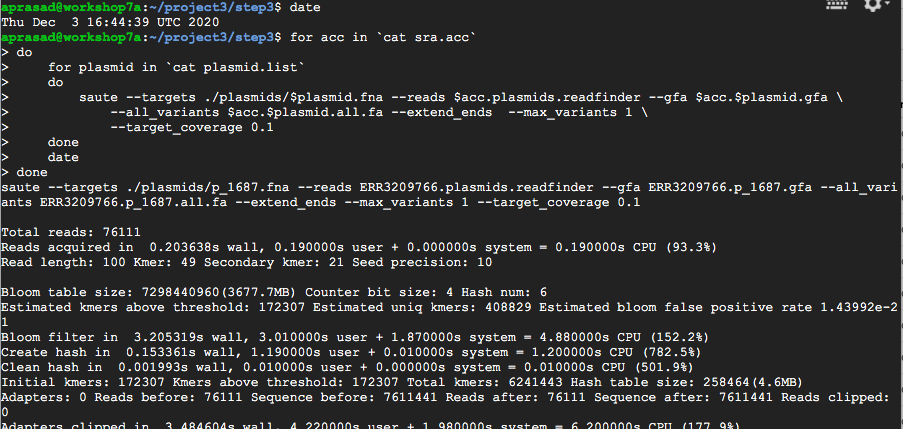 aprasad@workshop7a:~/project3/step3$ date
Thu Dec  3 16:44:39 UTC 2020
aprasad@workshop7a:~/project3/step3$ for acc in `cat sra.acc`
> do
>     for plasmid in `cat plasmid.list`
>     do
>         saute --targets ./plasmids/$plasmid.fna --reads $acc.plasmids.readfinder --gfa $acc.$plasmid.gfa \
>             --all_variants $acc.$plasmid.all.fa --extend_ends  --max_variants 1 \
>             --target_coverage 0.1
>     done
>     date
> done
saute --targets ./plasmids/p_1687.fna --reads ERR3209766.plasmids.readfinder --gfa ERR3209766.p_1687.gfa --all_vari
ants ERR3209766.p_1687.all.fa --extend_ends --max_variants 1 --target_coverage 0.1
Total reads: 76111
Reads acquired in  0.203638s wall, 0.190000s user + 0.000000s system = 0.190000s CPU (93.3%)
Read length: 100 Kmer: 49 Secondary kmer: 21 Seed precision: 10
Bloom table size: 7298440960(3677.7MB) Counter bit size: 4 Hash num: 6
Estimated kmers above threshold: 172307 Estimated uniq kmers: 408829 Estimated bloom false positive rate 1.43992e-2
1
Bloom filter in  3.205319s wall, 3.010000s user + 1.870000s system = 4.880000s CPU (152.2%)
Create hash in  0.153361s wall, 1.190000s user + 0.010000s system = 1.200000s CPU (782.5%)
Clean hash in  0.001993s wall, 0.010000s user + 0.000000s system = 0.010000s CPU (501.9%)
Initial kmers: 172307 Kmers above threshold: 172307 Total kmers: 6241443 Hash table size: 258464(4.6MB)
Adapters: 0 Reads before: 76111 Sequence before: 7611441 Reads after: 76111 Sequence after: 7611441 Reads clipped:
0
Adapters clipped in  3.484604s wall, 4.220000s user + 1.980000s system = 6.200000s CPU (177.9%)